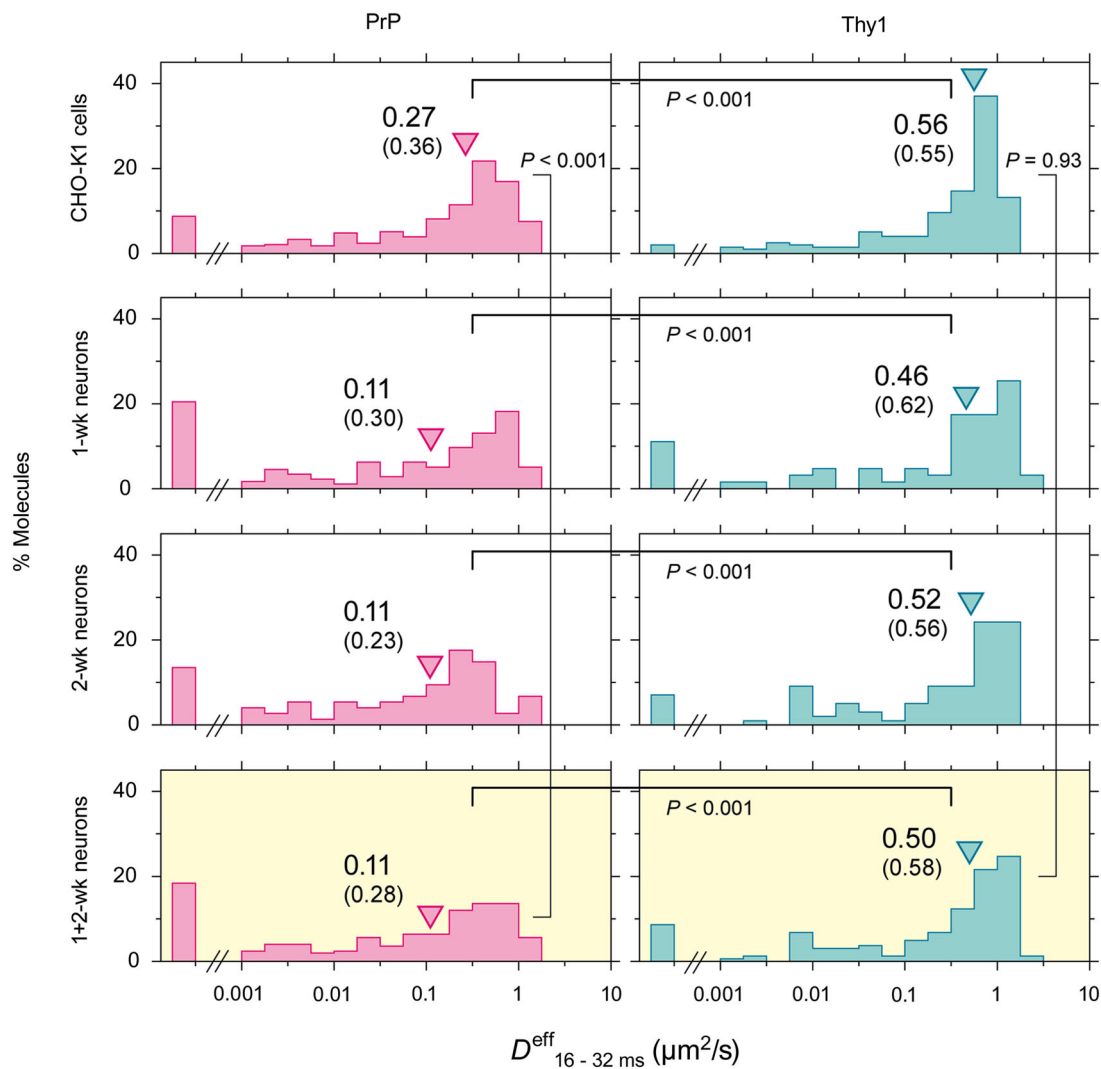 PrP
Thy1
% Molecules
CHO-K1 cells
40
20
0
0.27
(0.36)
P < 0.001
P < 0.001
0.56
(0.55)
P = 0.93
1-wk neurons
40
20
0
0.11
(0.30)
P < 0.001
0.46
(0.62)
2-wk neurons
40
20
0
0.11
(0.23)
P < 0.001
0.52
(0.56)
1+2-wk neurons
40
20
0
0.11
(0.28)
P < 0.001
0.50
(0.58)
0.001 0.01 0.1 1 10
0.001 0.01 0.1 1 10
D^eff_16 - 32 ms (µm²/s)